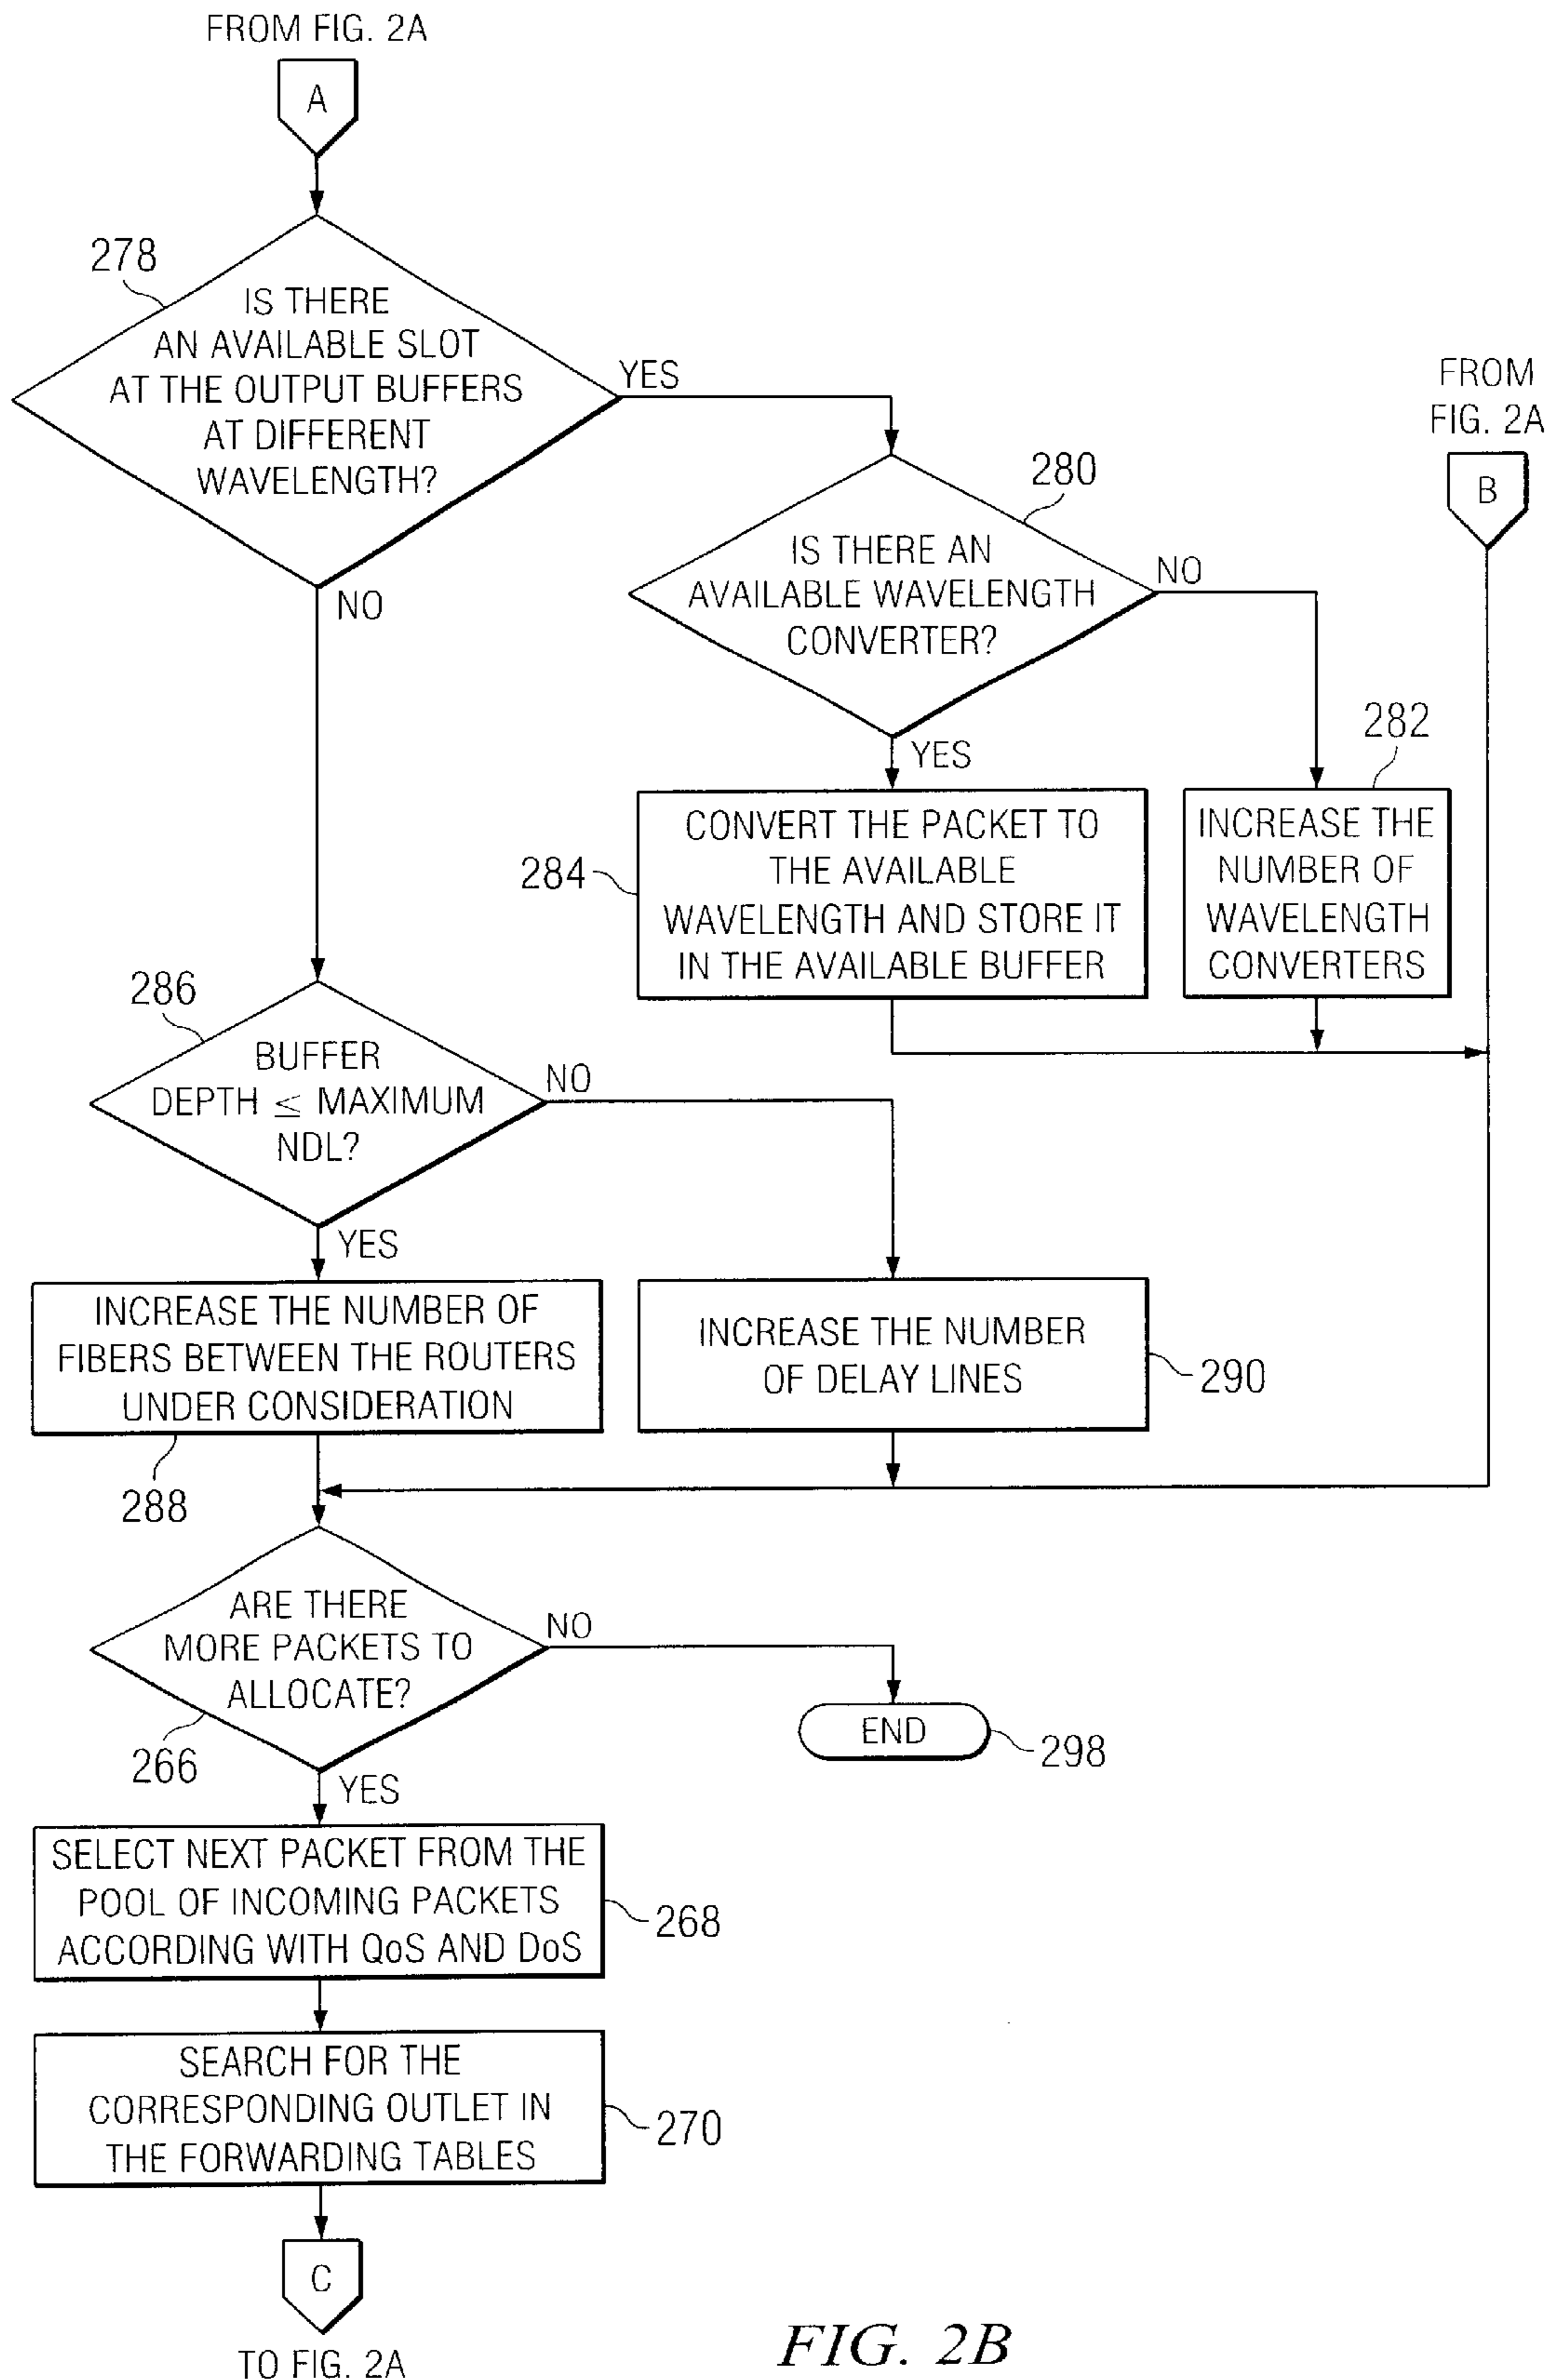 FROM FIG. 2A
A
278
IS THERE
AN AVAILABLE SLOT
AT THE OUTPUT BUFFERS
AT DIFFERENT
WAVELENGTH?
YES
NO
FROM
FIG. 2A
B
280
IS THERE AN
AVAILABLE WAVELENGTH
CONVERTER?
NO
YES
282
INCREASE THE
NUMBER OF
WAVELENGTH
CONVERTERS
284
CONVERT THE PACKET TO
THE AVAILABLE
WAVELENGTH AND STORE IT
IN THE AVAILABLE BUFFER
286
BUFFER
DEPTH ≤ MAXIMUM
NDL?
NO
YES
INCREASE THE NUMBER OF
FIBERS BETWEEN THE ROUTERS
UNDER CONSIDERATION
288
INCREASE THE NUMBER
OF DELAY LINES
290
ARE THERE
MORE PACKETS TO
ALLOCATE?
NO
266
YES
END
298
SELECT NEXT PACKET FROM THE
POOL OF INCOMING PACKETS
ACCORDING WITH QoS AND DoS
268
SEARCH FOR THE
CORRESPONDING OUTLET IN
THE FORWARDING TABLES
270
C
TO FIG. 2A
FIG. 2B